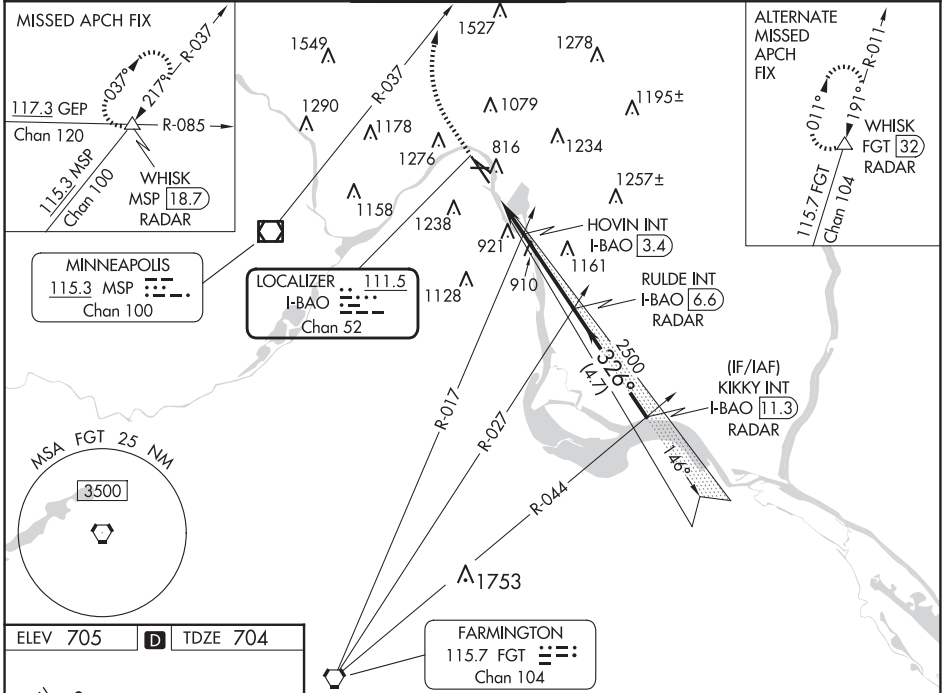 MISSED APCH FIX
R-037
037°
217°
117.3 GEP
Chan 120
R-085
115.3 MSP
Chan 100
WHISK
MSP 18.7
RADAR
1549
1527
1278
R-037
1290
1178
1079
1195±
1276
1234
816
1158
1257±
1238
921
HOVIN INT
I-BAO 3.4
910
1161
1128
RULDE INT
I-BAO 6.6
RADAR
ALTERNATE
MISSED
APCH
FIX
R-011
011°
191°
WHISK
FGT 32
RADAR
115.7 FGT
Chan 104
MINNEAPOLIS
115.3 MSP
Chan 100
LOCALIZER 111.5
I-BAO
Chan 52
2500
326°
(4.7)
(IF/IAF)
KIKKY INT
I-BAO 11.3
RADAR
146°
R-017
R-027
R-044
MSA FGT 25 NM
3500
1753
FARMINGTON
115.7 FGT
Chan 104
ELEV 705 D TDZE 704